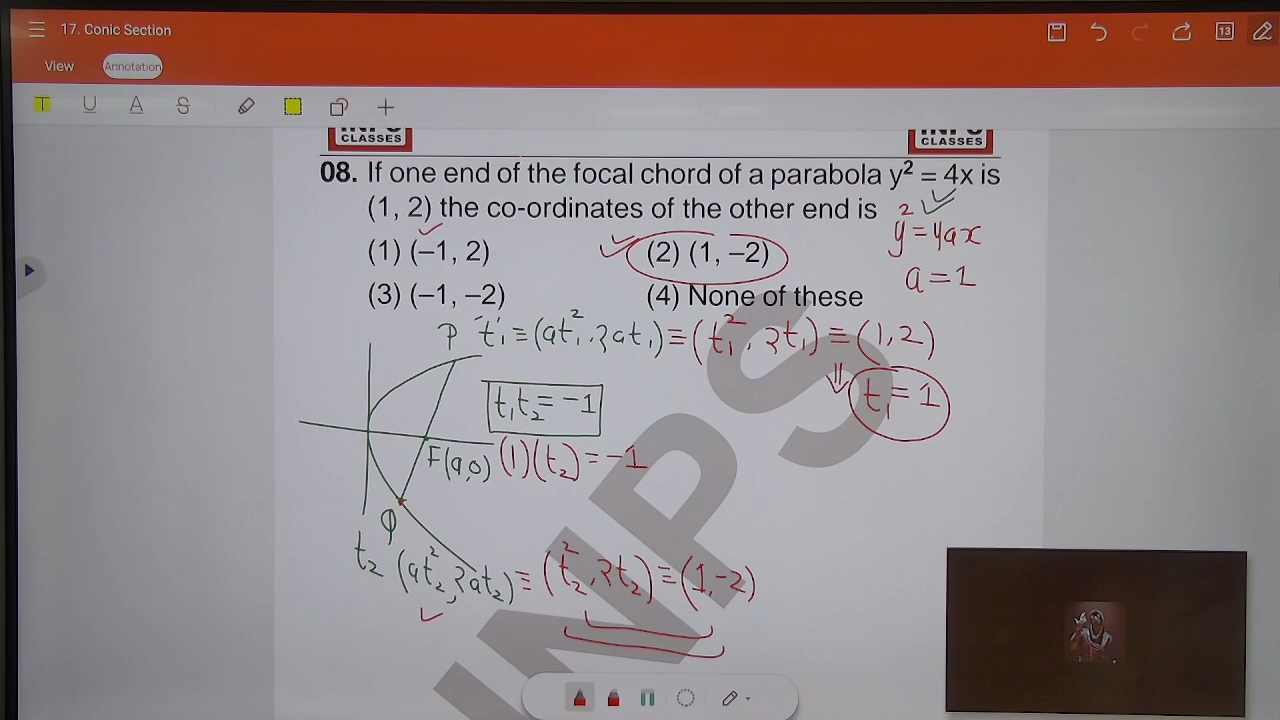 17. Conic Section
13
View
Annotation
T U A S
CLASSES
CLASSES
08. If one end of the focal chord of a parabola y² = 4x is
(1, 2) the co-ordinates of the other end is
y² = 4ax
(1) (–1, 2) (2) (1, –2)
a = 1
(3) (–1, –2) (4) None of these
P 't₁' ≡ (at₁², 2at₁) ≡ (t₁², 2t₁) ≡ (1, 2)
⇓ t₁ = 1
t₁t₂ = -1
F(a,0) (1)(t₂) = -1
Q
t₂ (at₂², 2at₂) ≡ (t₂², 2t₂) ≡ (1, -2)
INPS